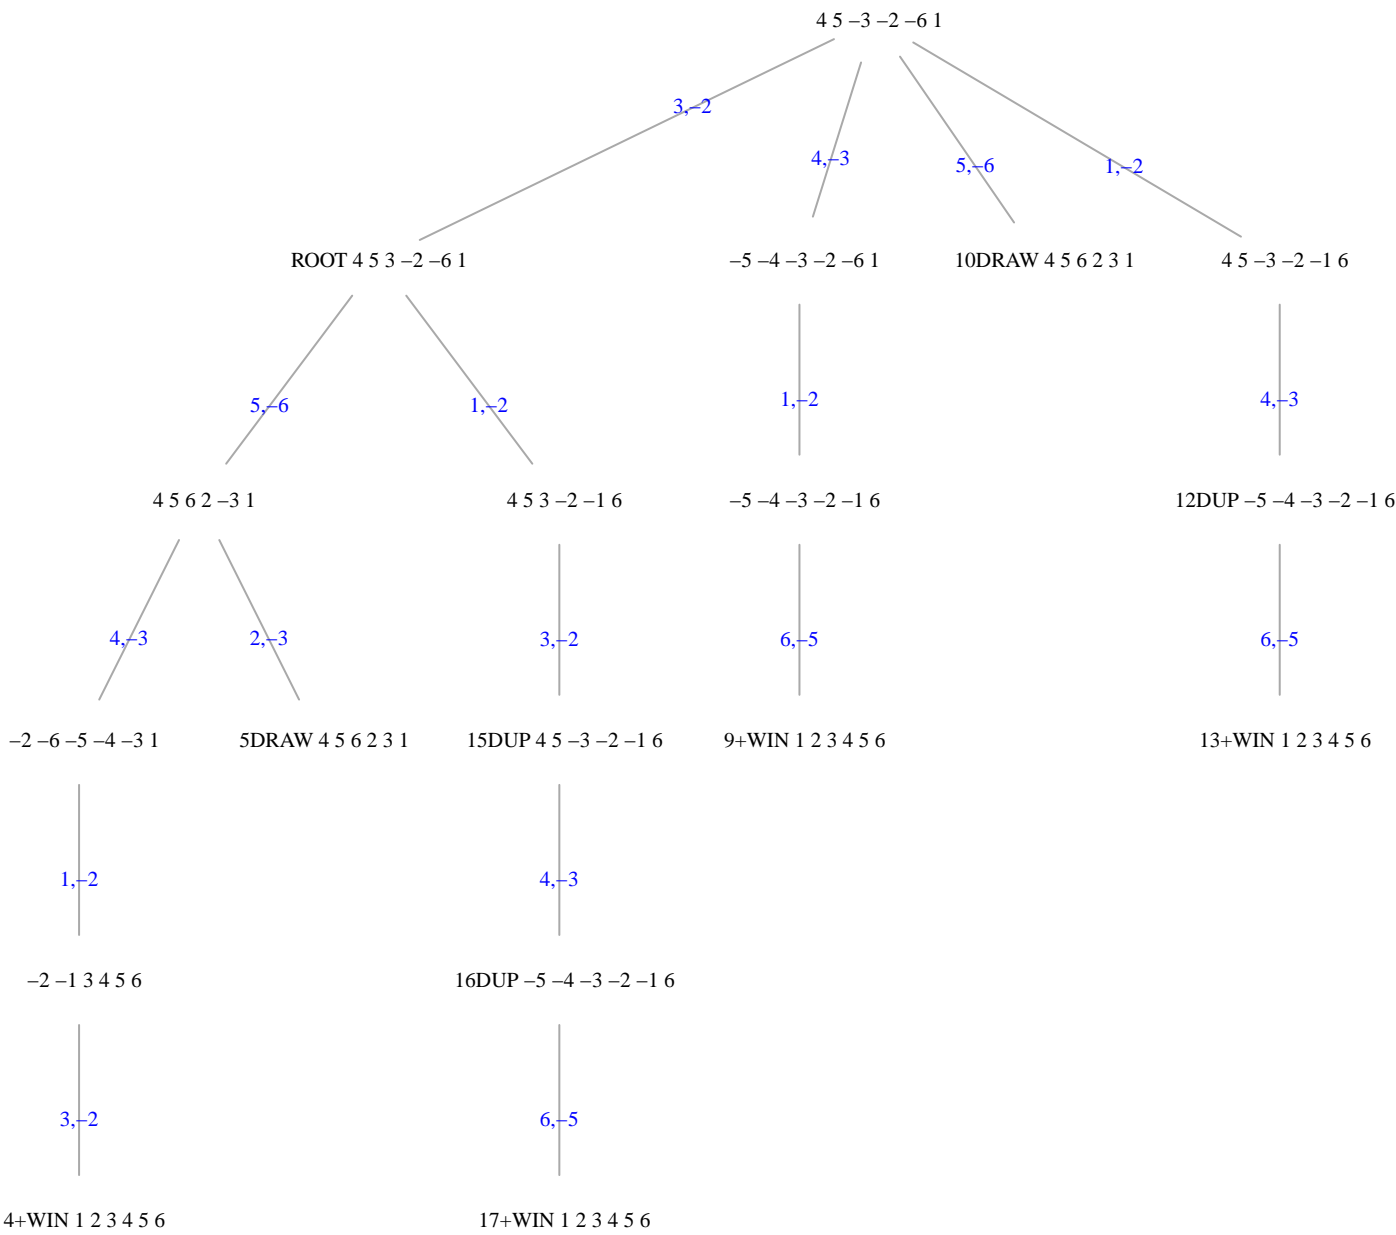 4 5 −3 −2 −6 1
3,−2
4,−3
5,−6
1,−2
ROOT 4 5 3 −2 −6 1
−5 −4 −3 −2 −6 1
10DRAW 4 5 6 2 3 1
4 5 −3 −2 −1 6
5,−6
1,−2
1,−2
4,−3
4 5 6 2 −3 1
4 5 3 −2 −1 6
−5 −4 −3 −2 −1 6
12DUP −5 −4 −3 −2 −1 6
4,−3
2,−3
3,−2
6,−5
6,−5
−2 −6 −5 −4 −3 1
5DRAW 4 5 6 2 3 1
15DUP 4 5 −3 −2 −1 6
9+WIN 1 2 3 4 5 6
13+WIN 1 2 3 4 5 6
1,−2
4,−3
−2 −1 3 4 5 6
16DUP −5 −4 −3 −2 −1 6
3,−2
6,−5
4+WIN 1 2 3 4 5 6
17+WIN 1 2 3 4 5 6